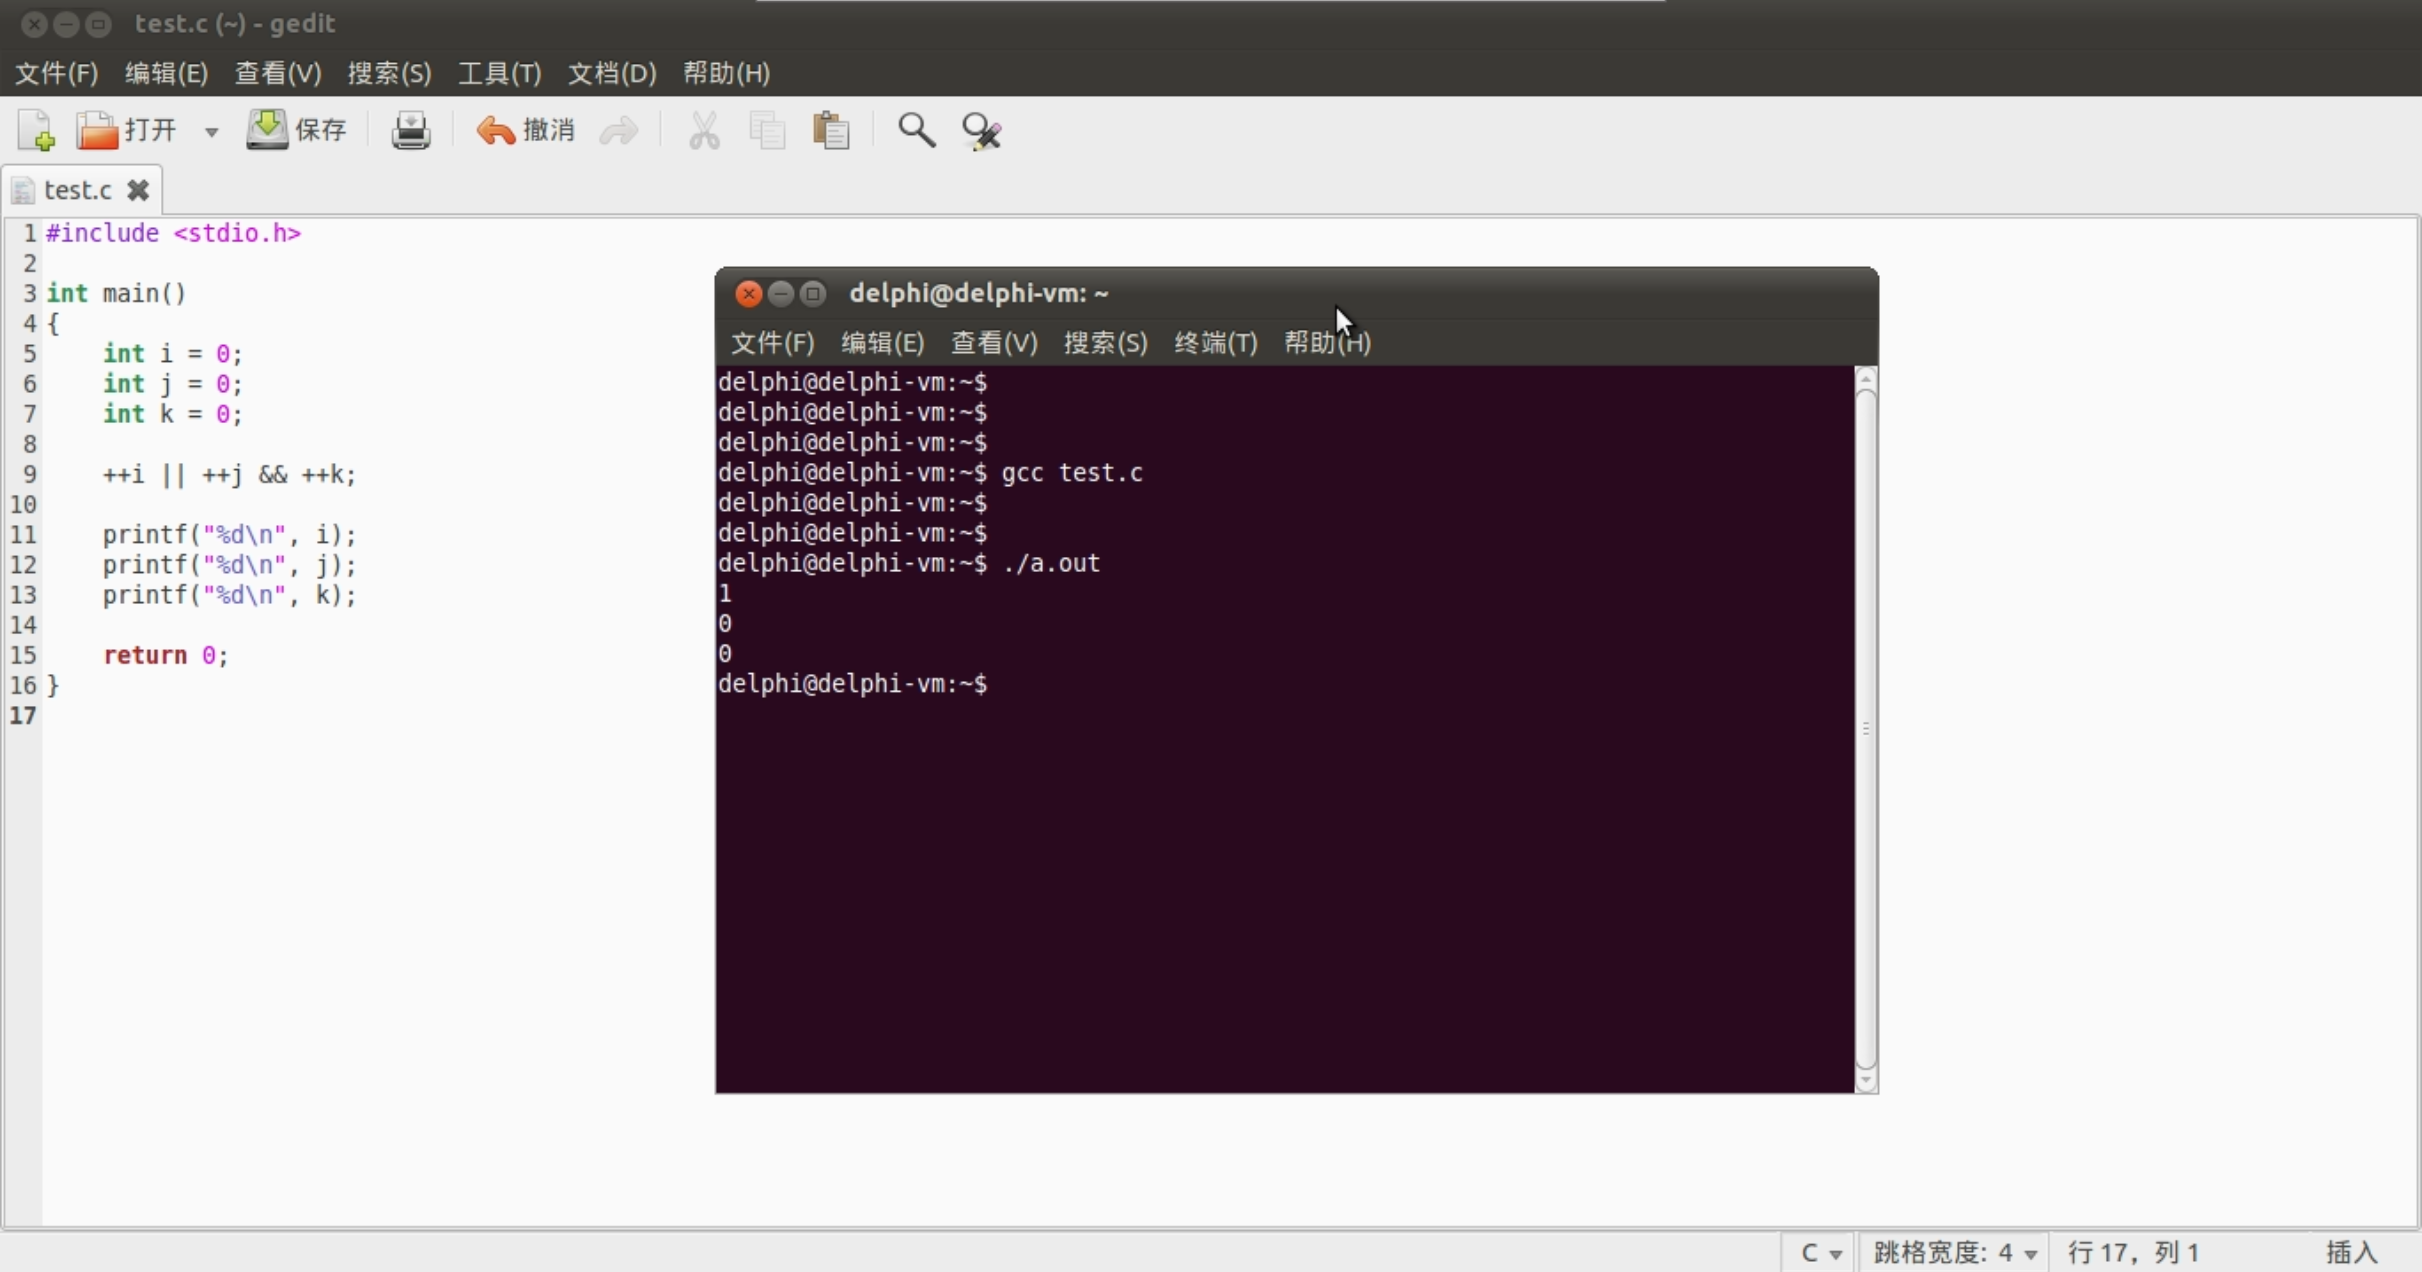 test.c (~) - gedit
文件(F) 编辑(E) 查看(V) 搜索(S) 工具(T) 文档(D) 帮助(H)
打开 保存 撤消
test.c
1 #include <stdio.h>
2
3 int main()
4 {
5     int i = 0;
6     int j = 0;
7     int k = 0;
8
9     ++i || ++j && ++k;
10
11     printf("%d\n", i);
12     printf("%d\n", j);
13     printf("%d\n", k);
14
15     return 0;
16 }
17
delphi@delphi-vm: ~
文件(F) 编辑(E) 查看(V) 搜索(S) 终端(T) 帮助(H)
delphi@delphi-vm:~$
delphi@delphi-vm:~$
delphi@delphi-vm:~$
delphi@delphi-vm:~$ gcc test.c
delphi@delphi-vm:~$
delphi@delphi-vm:~$
delphi@delphi-vm:~$ ./a.out
1
0
0
delphi@delphi-vm:~$
C 跳格宽度: 4 行 17，列 1 插入